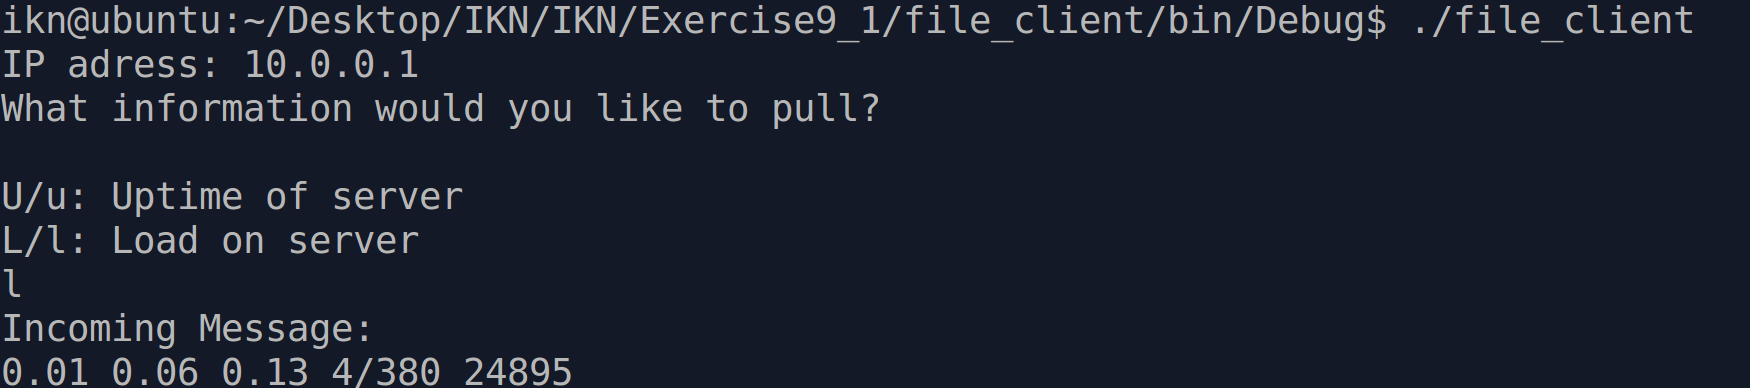 ikn@ubuntu:~/Desktop/IKN/IKN/Exercise9_1/file_client/bin/Debug$ ./file_client
IP adress: 10.0.0.1
What information would you like to pull?
U/u: Uptime of server
L/l: Load on server
l
Incoming Message:
0.01 0.06 0.13 4/380 24895